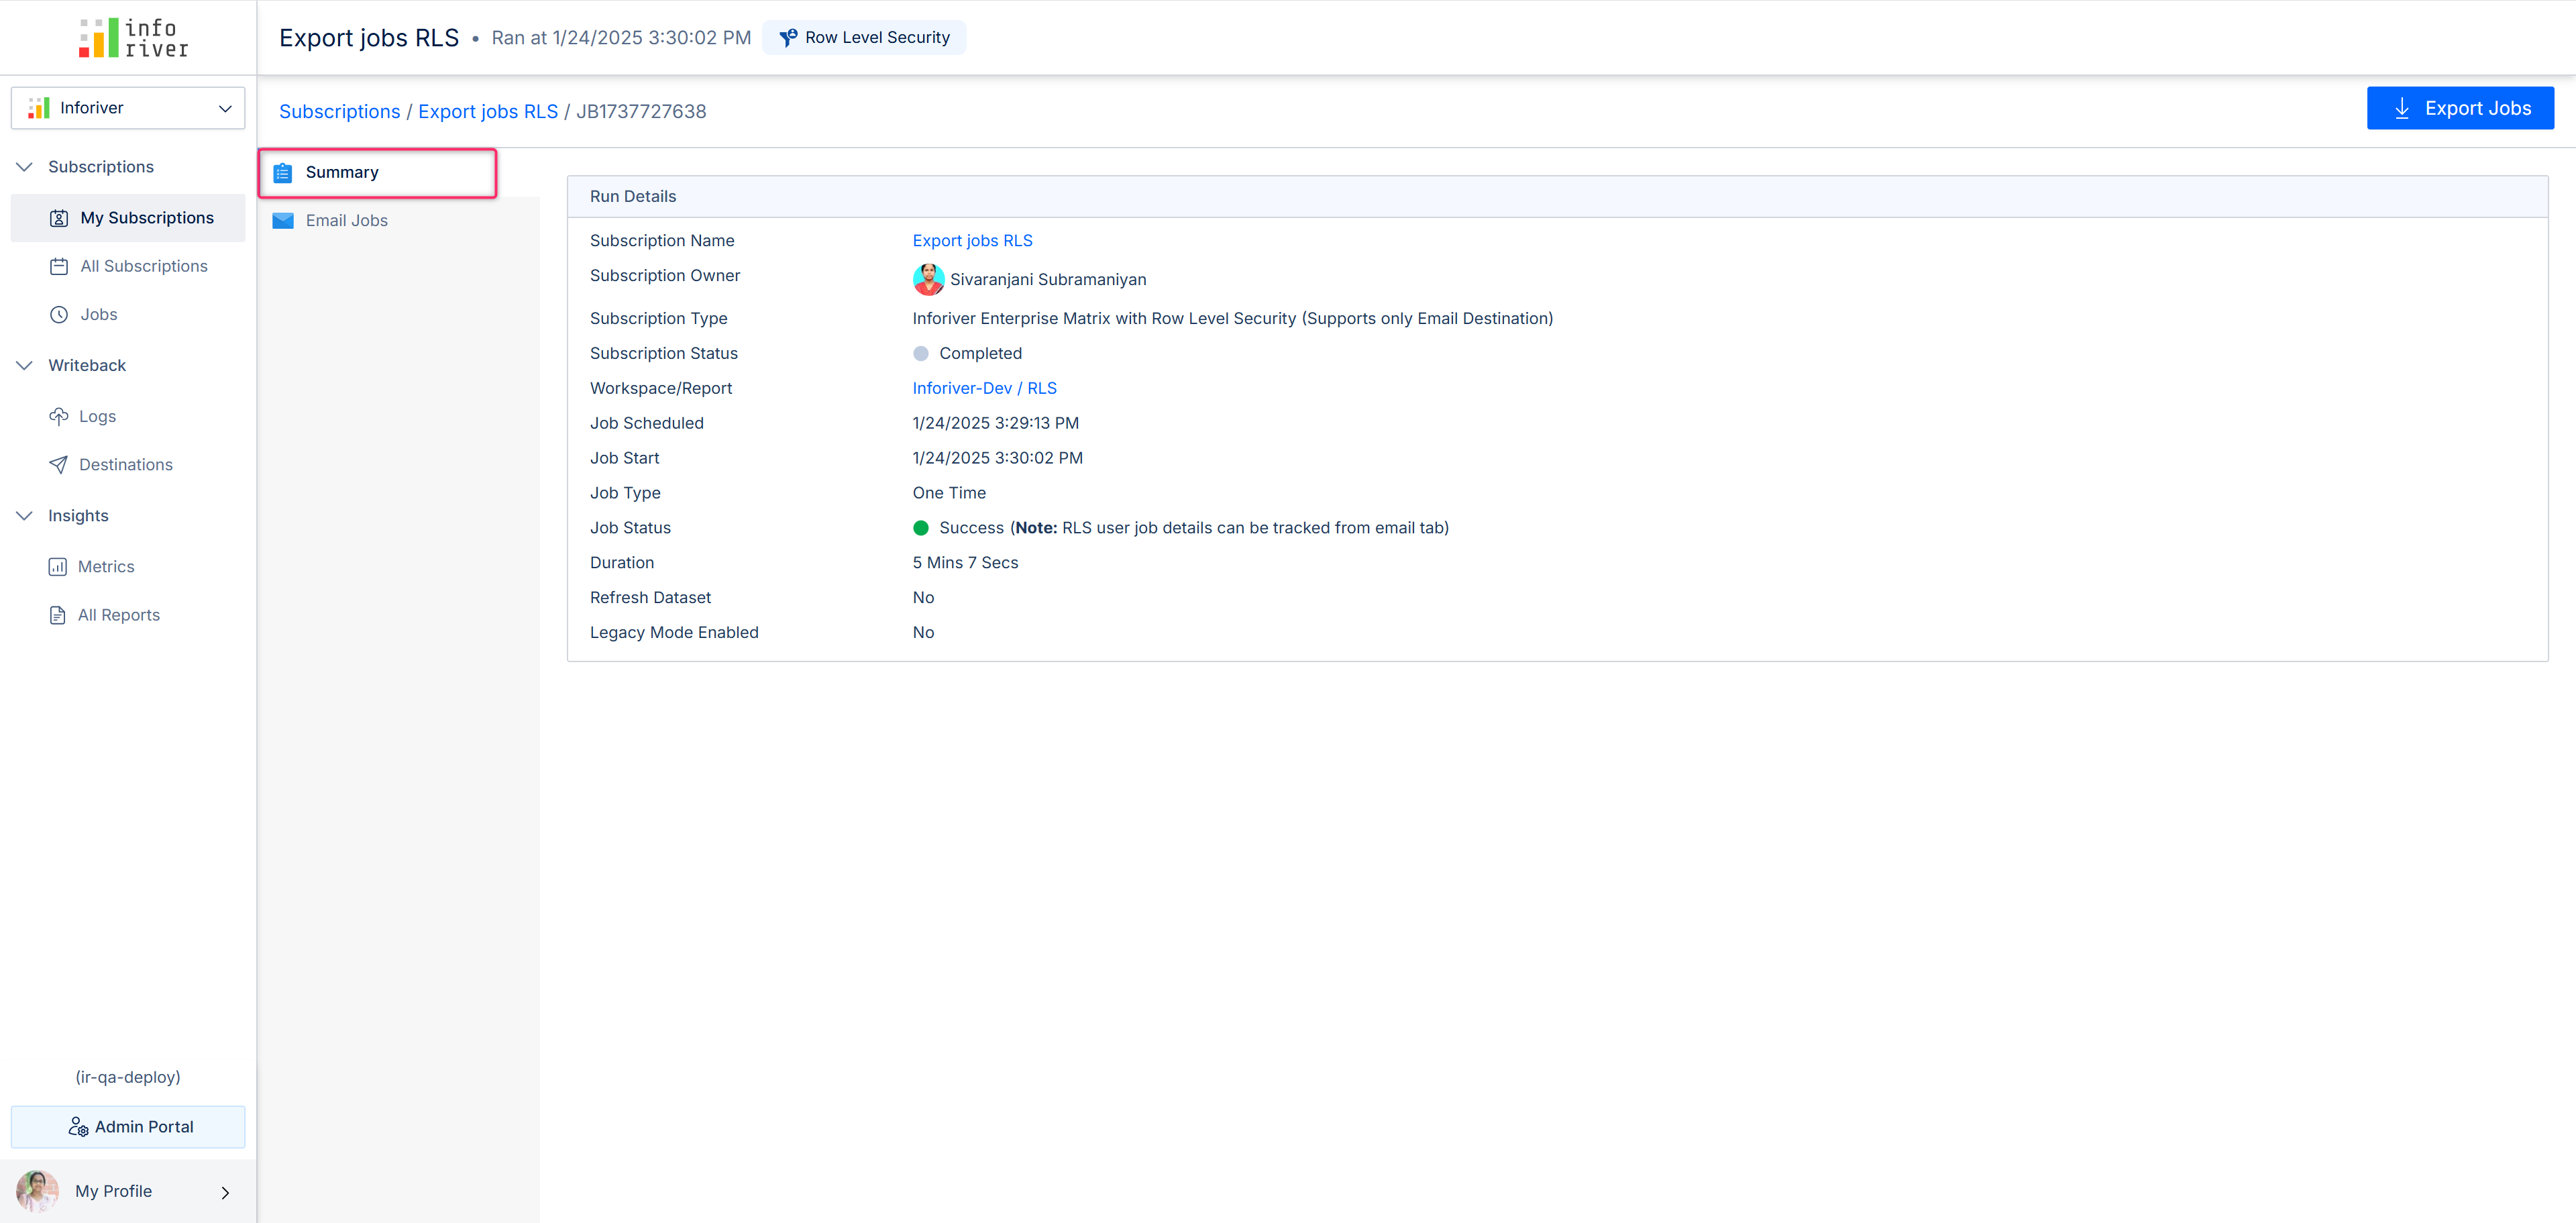 info
river
Export jobs RLS • Ran at 1/24/2025 3:30:02 PM Row Level Security
Inforiver
Subscriptions / Export jobs RLS / JB1737727638
Export Jobs
Subscriptions
My Subscriptions
All Subscriptions
Jobs
Writeback
Logs
Destinations
Insights
Metrics
All Reports
(ir-qa-deploy)
Admin Portal
My Profile
Summary
Email Jobs
Run Details
Subscription Name Export jobs RLS
Subscription Owner Sivaranjani Subramaniyan
Subscription Type Inforiver Enterprise Matrix with Row Level Security (Supports only Email Destination)
Subscription Status Completed
Workspace/Report Inforiver-Dev / RLS
Job Scheduled 1/24/2025 3:29:13 PM
Job Start 1/24/2025 3:30:02 PM
Job Type One Time
Job Status Success (Note: RLS user job details can be tracked from email tab)
Duration 5 Mins 7 Secs
Refresh Dataset No
Legacy Mode Enabled No